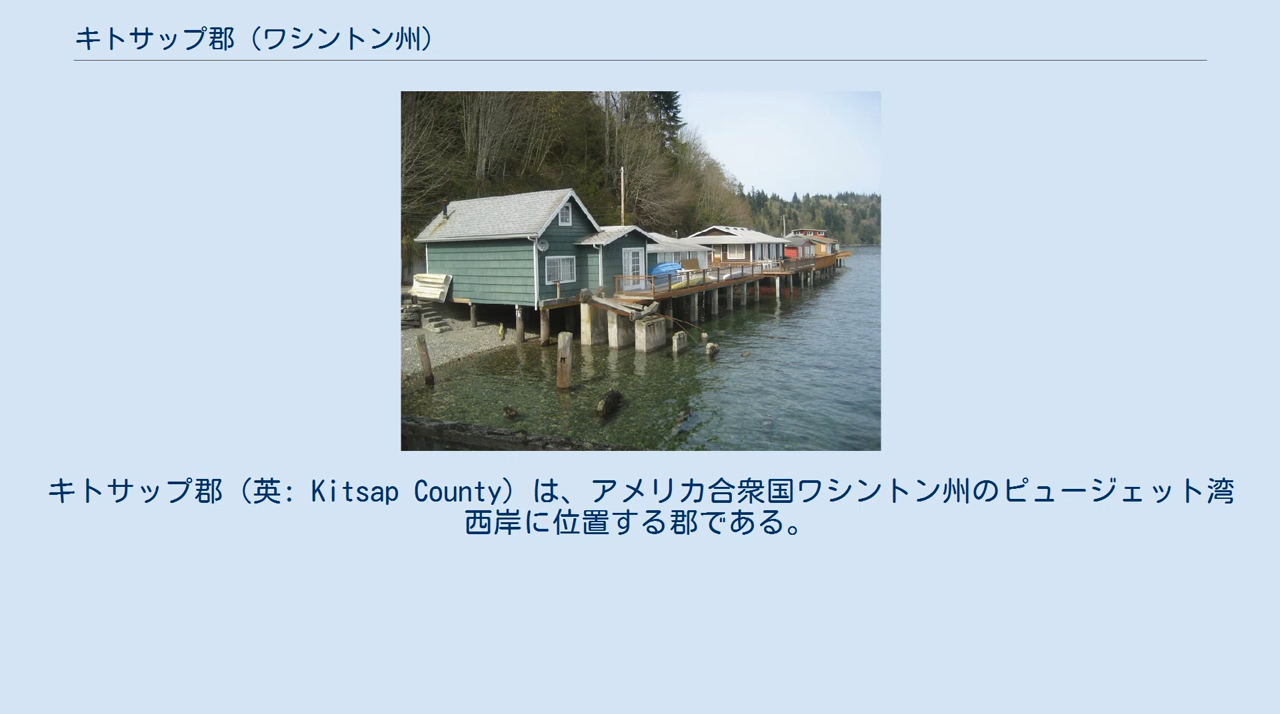 キトサップ郡（ワシントン州）
キトサップ郡（英: Kitsap County）は、アメリカ合衆国ワシントン州のピュージェット湾
西岸に位置する郡である。